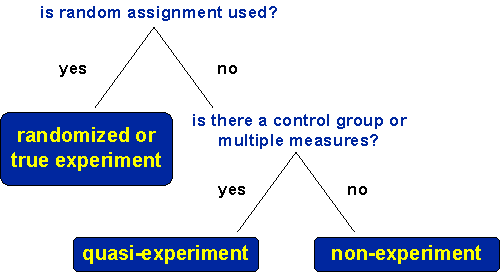 is random assignment used?
yes
no
randomized or
true experiment
is there a control group or
multiple measures?
yes
no
quasi-experiment
non-experiment